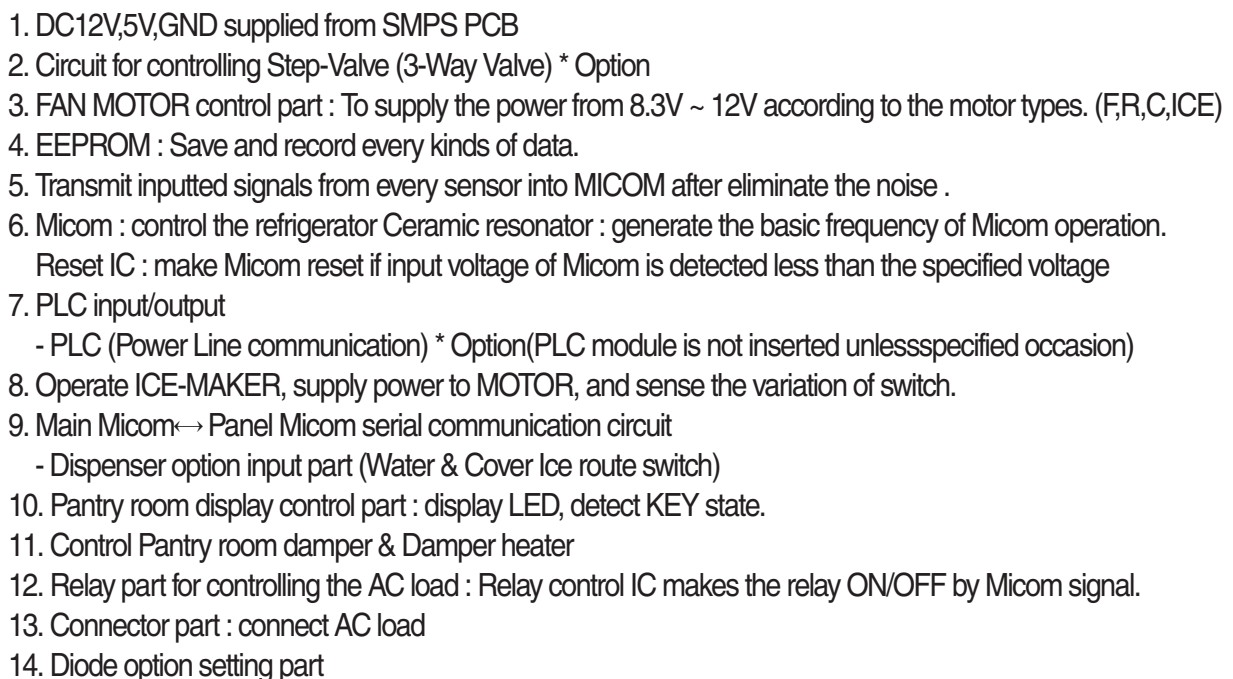 1. DC12V,5V,GND supplied from SMPS PCB
2. Circuit for controlling Step-Valve (3-Way Valve) * Option
3. FAN MOTOR control part : To supply the power from 8.3V ~ 12V according to the motor types. (F,R,C,ICE)
4. EEPROM : Save and record every kinds of data.
5. Transmit inputted signals from every sensor into MICOM after eliminate the noise .
6. Micom : control the refrigerator Ceramic resonator : generate the basic frequency of Micom operation.
Reset IC : make Micom reset if input voltage of Micom is detected less than the specified voltage
7. PLC input/output
- PLC (Power Line communication) * Option(PLC module is not inserted unlessspecified occasion)
8. Operate ICE-MAKER, supply power to MOTOR, and sense the variation of switch.
9. Main Micom↔ Panel Micom serial communication circuit
- Dispenser option input part (Water & Cover Ice route switch)
10. Pantry room display control part : display LED, detect KEY state.
11. Control Pantry room damper & Damper heater
12. Relay part for controlling the AC load : Relay control IC makes the relay ON/OFF by Micom signal.
13. Connector part : connect AC load
14. Diode option setting part